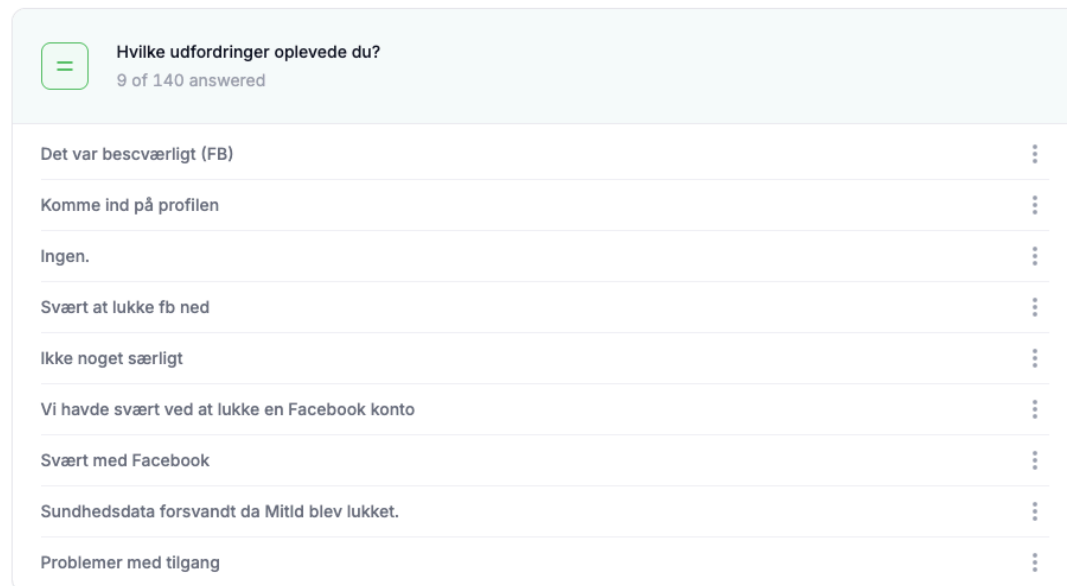 Hvilke udfordringer oplevede du?
9 of 140 answered
Det var bescværligt (FB)
Komme ind på profilen
Ingen.
Svært at lukke fb ned
Ikke noget særligt
Vi havde svært ved at lukke en Facebook konto
Svært med Facebook
Sundhedsdata forsvandt da MitId blev lukket.
Problemer med tilgang